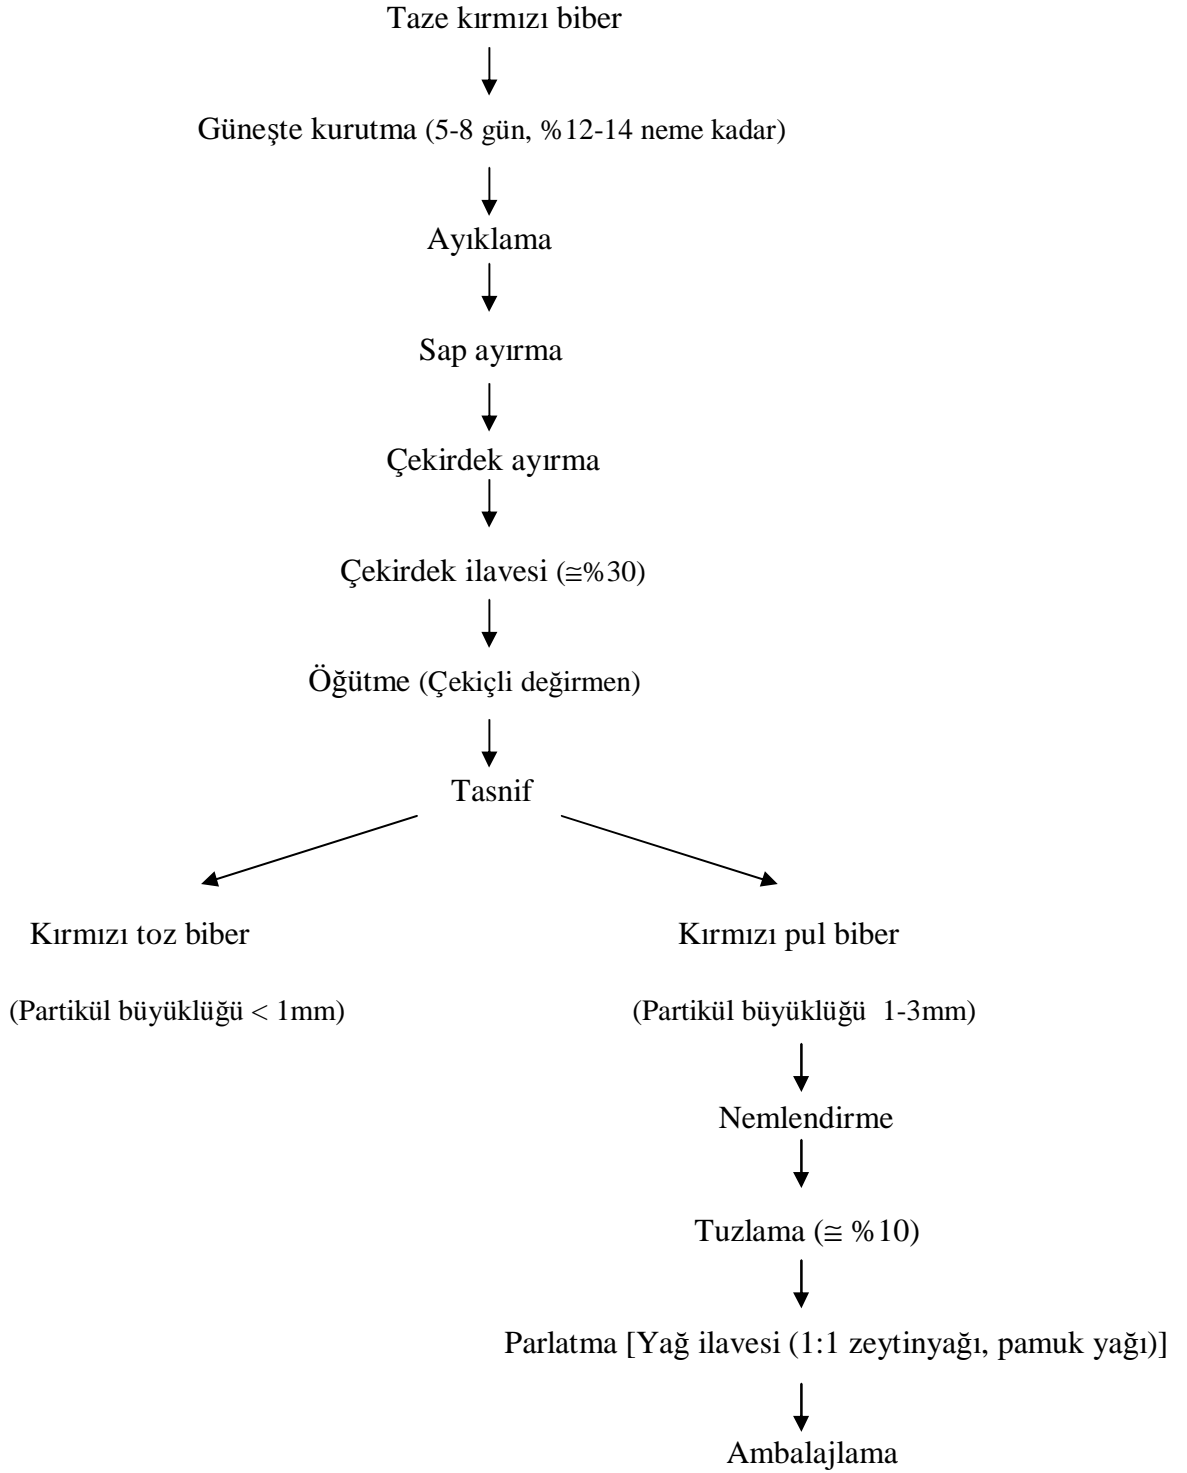 Taze kırmızı biber
Güneşte kurutma (5-8 gün, %12-14 neme kadar)
Ayıklama
Sap ayırma
Çekirdek ayırma
Çekirdek ilavesi (≅%30)
Öğütme (Çekiçli değirmen)
Tasnif
Kırmızı toz biber
Kırmızı pul biber
(Partikül büyüklüğü < 1mm)
(Partikül büyüklüğü 1-3mm)
Nemlendirme
Tuzlama (≅ %10)
Parlatma [Yağ ilavesi (1:1 zeytinyağı, pamuk yağı)]
Ambalajlama